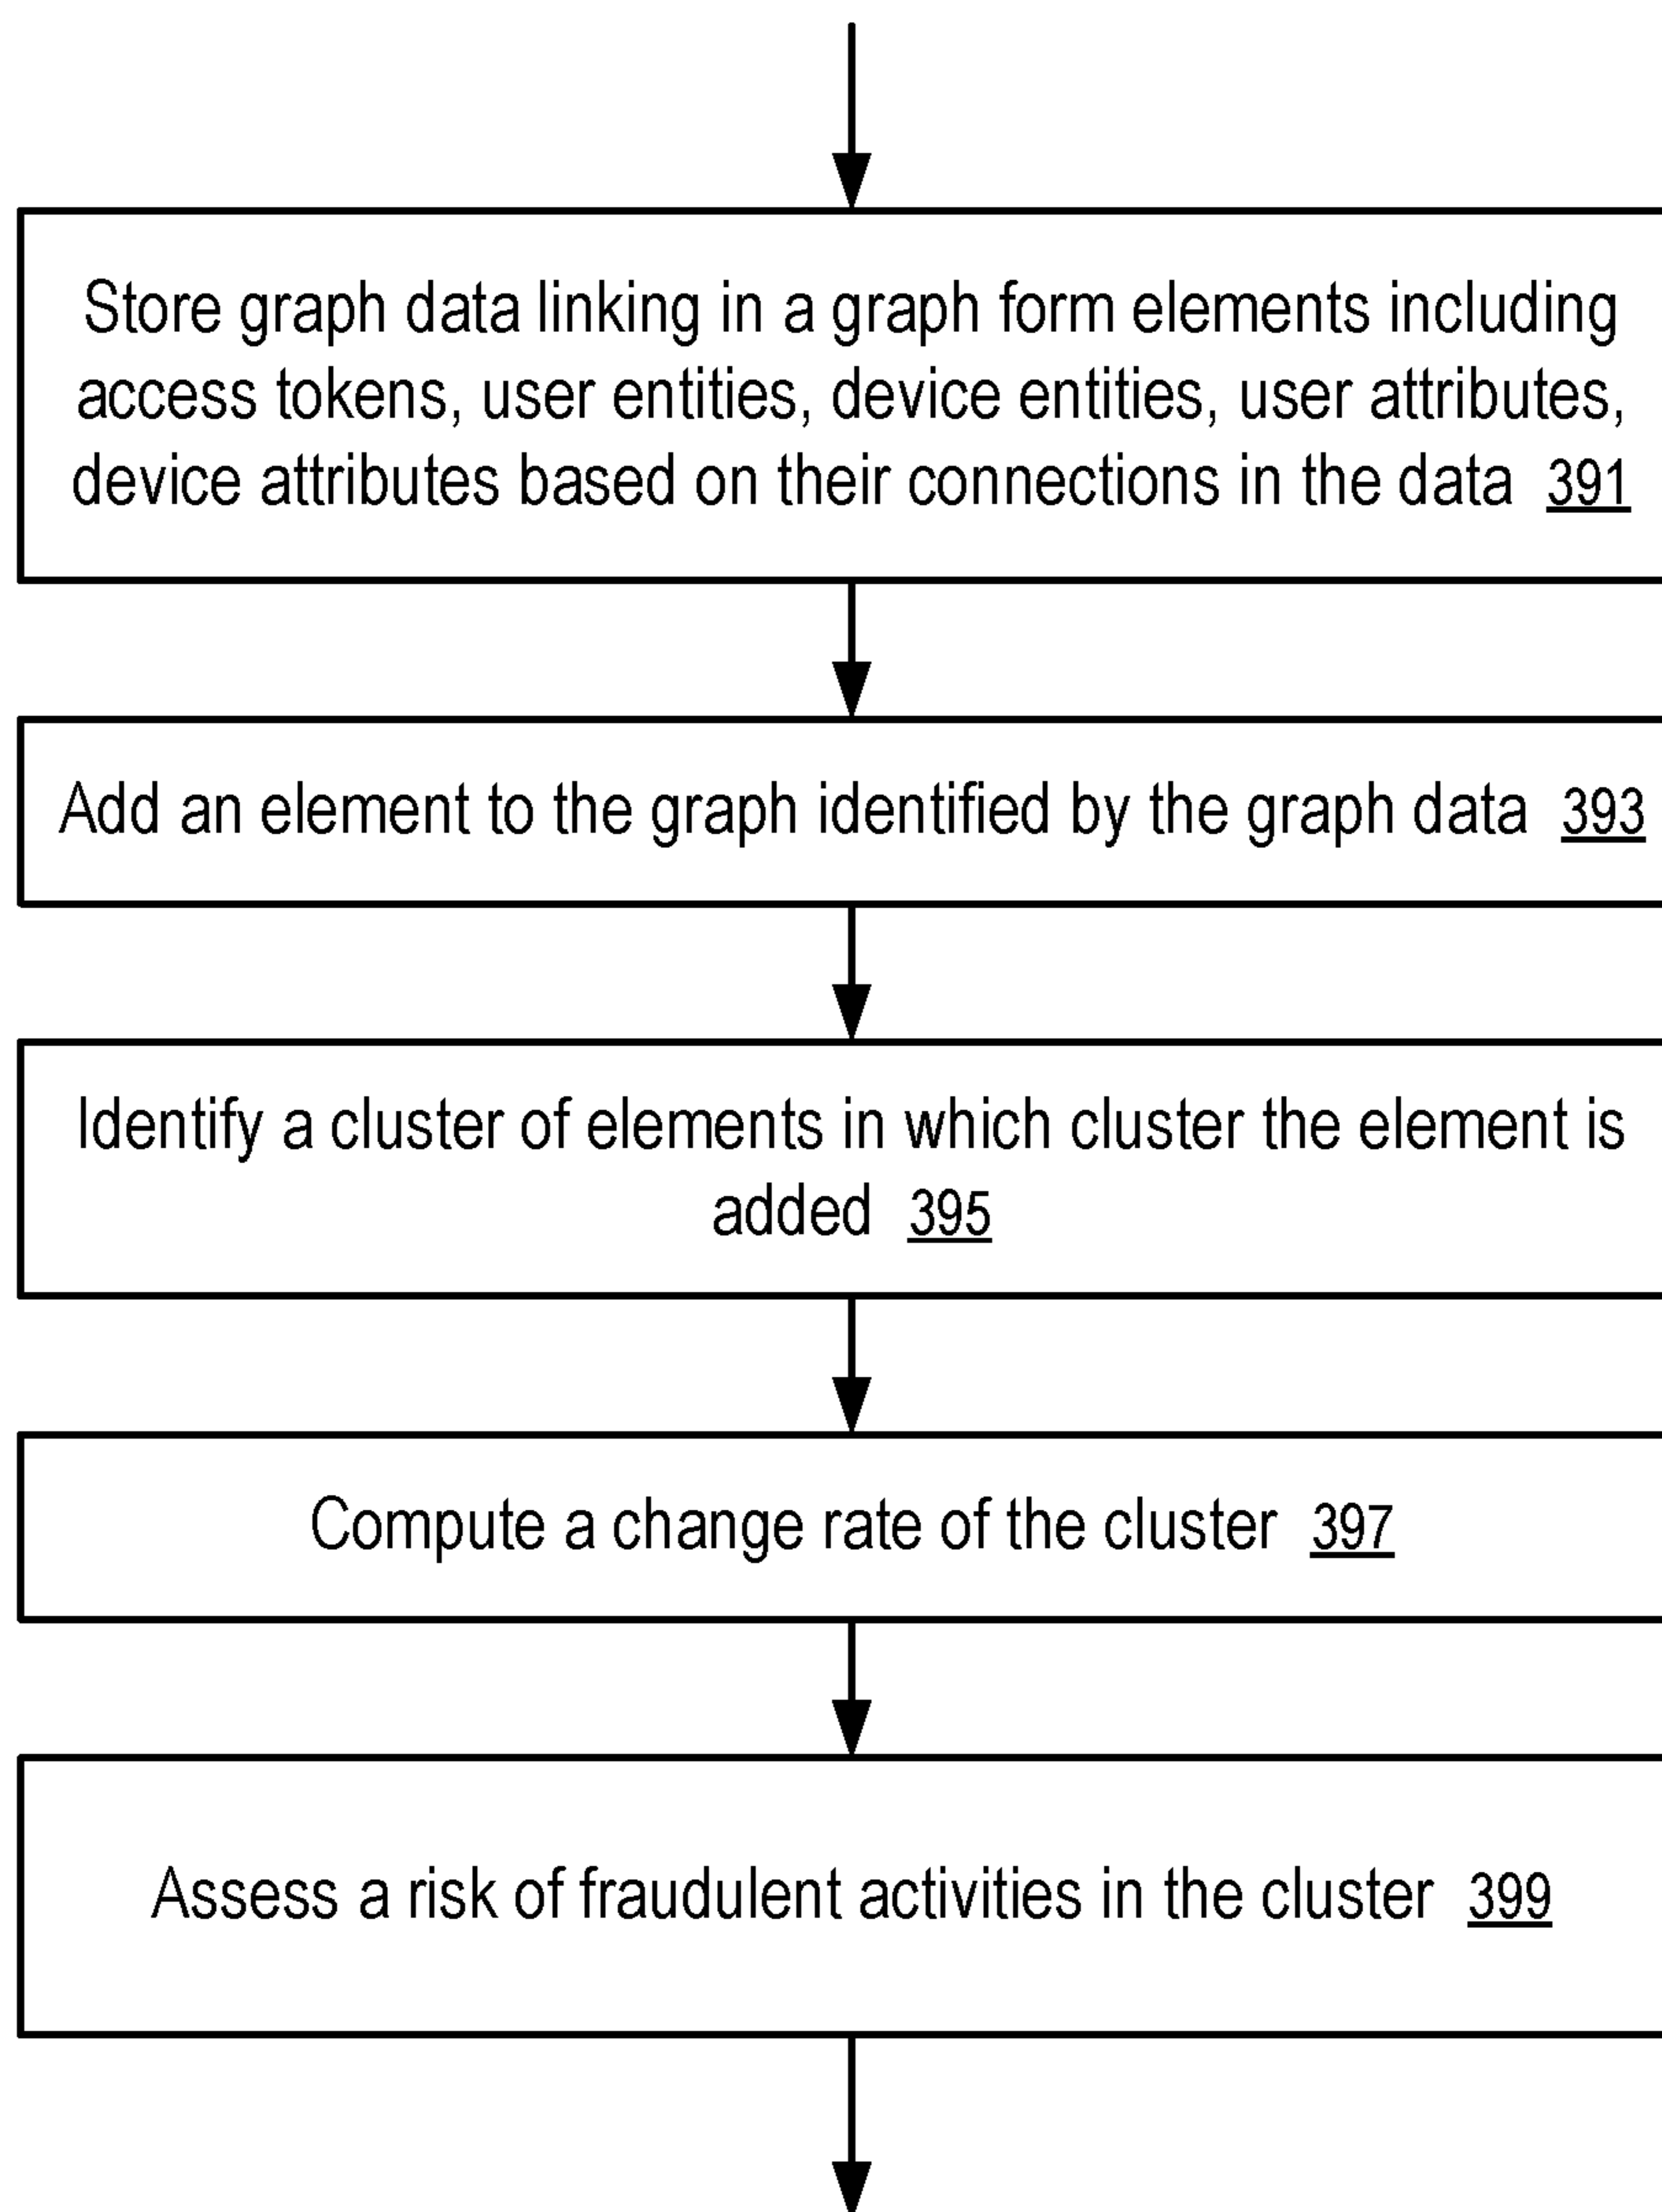 Store graph data linking in a graph form elements including
access tokens, user entities, device entities, user attributes,
device attributes based on their connections in the data 391
Add an element to the graph identified by the graph data 393
Identify a cluster of elements in which cluster the element is
added 395
Compute a change rate of the cluster 397
Assess a risk of fraudulent activities in the cluster 399